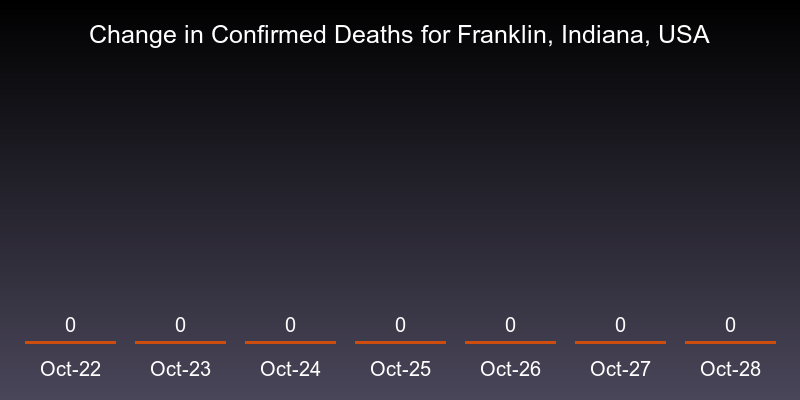 Change in Confirmed Deaths for Franklin, Indiana, USA
0 0 0 0 0 0 0
Oct-22 Oct-23 Oct-24 Oct-25 Oct-26 Oct-27 Oct-28